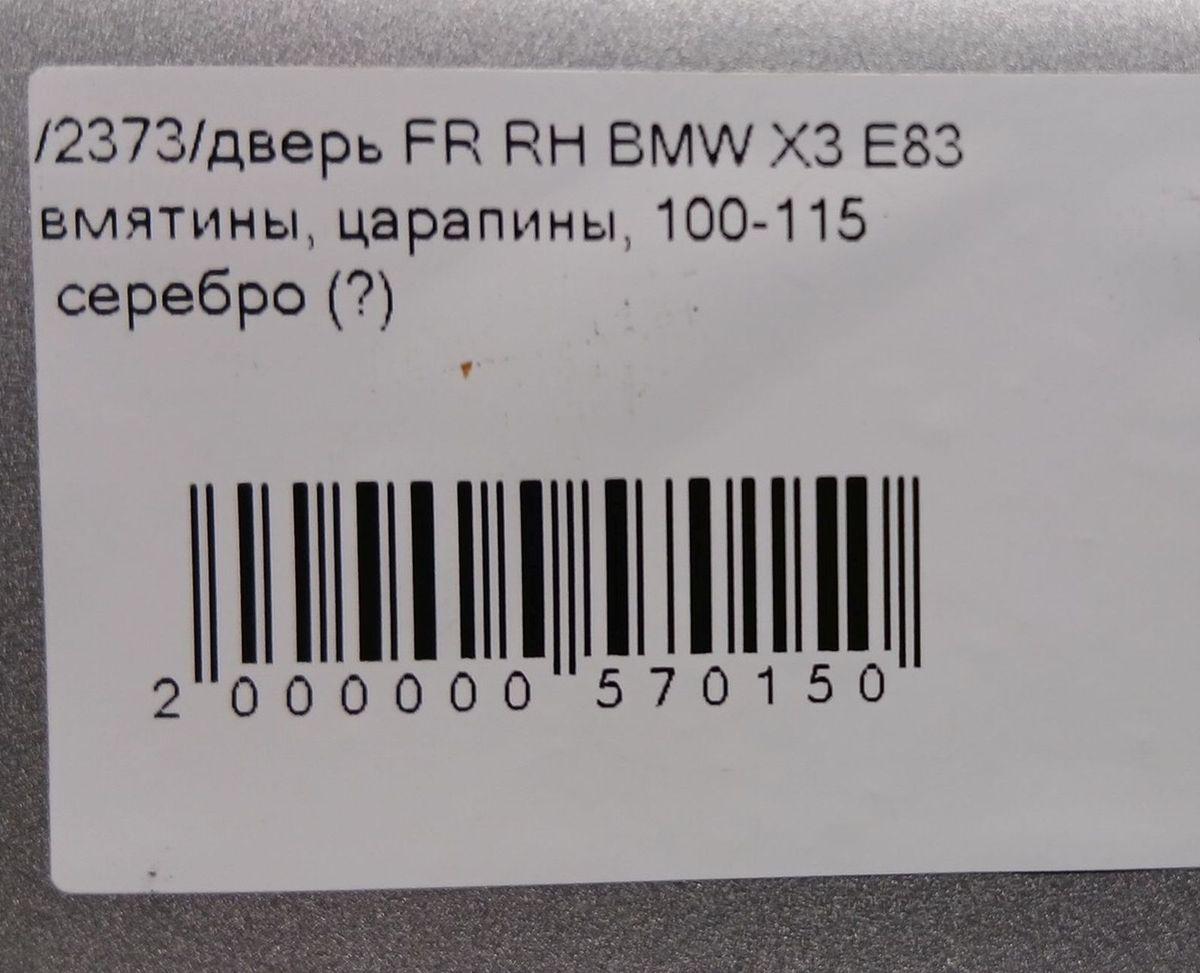 /2373/дверь FR RH BMW X3 E83
вмятины, царапины, 100-115
серебро (?)
2 000000 570150